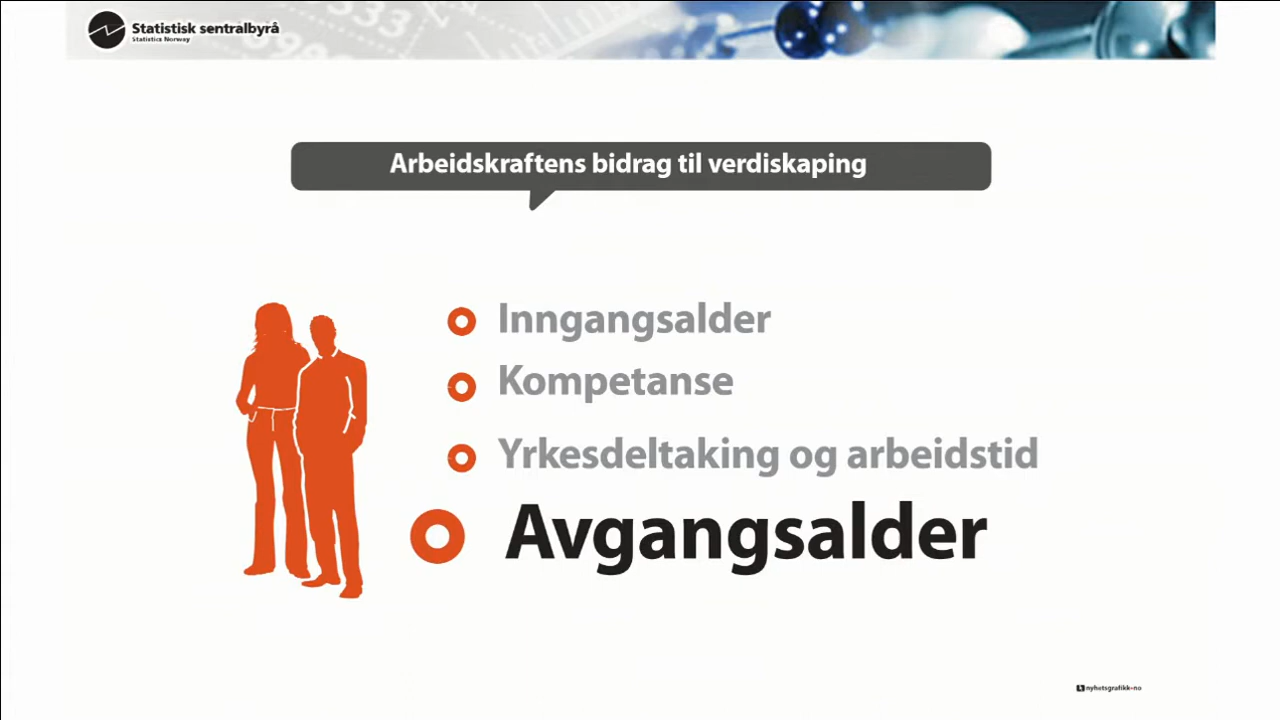 Statistisk sentralbyrå
Statistics Norway
Arbeidskraftens bidrag til verdiskaping
Inngangsalder
Kompetanse
Yrkesdeltaking og arbeidstid
Avgangsalder
nyhetsgrafikk.no